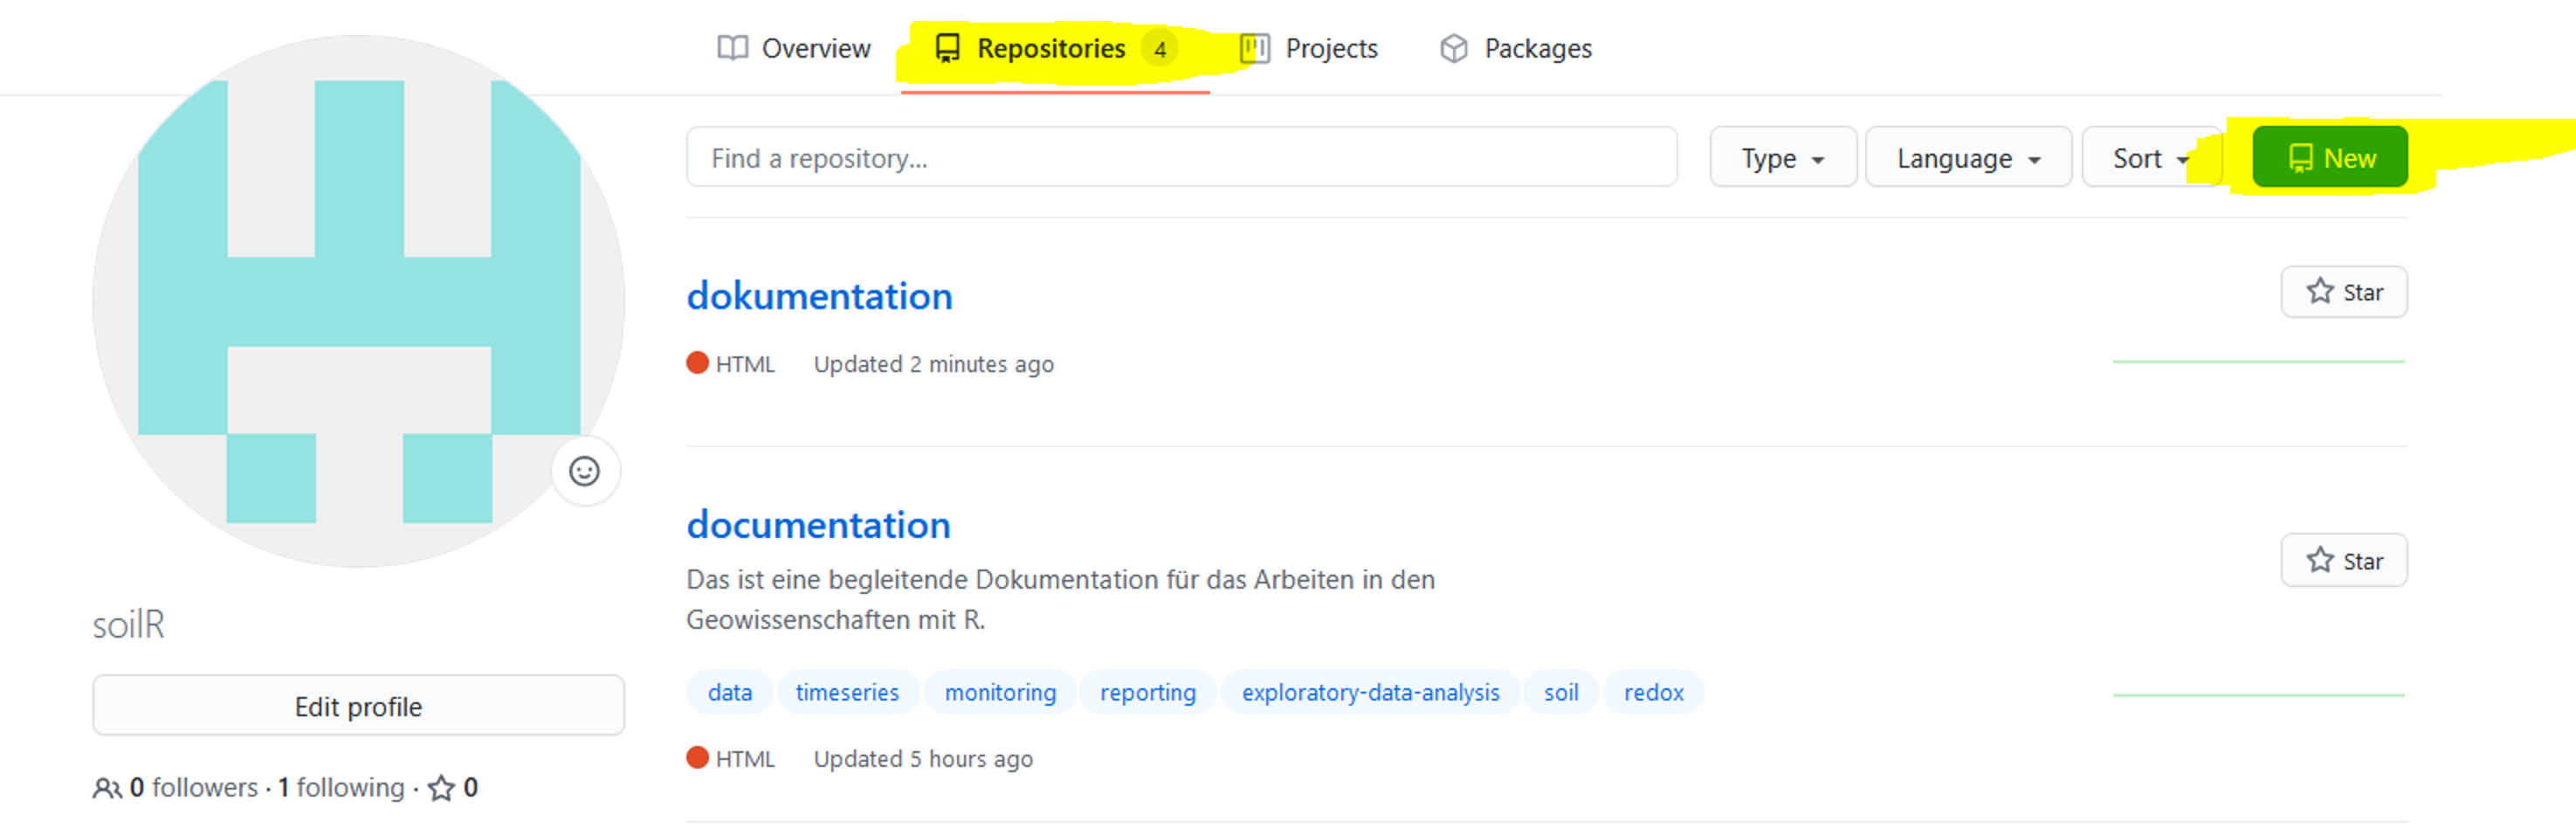 Overview Repositories 4 Projects Packages
Find a repository... Type Language Sort New
dokumentation
Star
HTML Updated 2 minutes ago
documentation
Star
Das ist eine begleitende Dokumentation für das Arbeiten in den
Geowissenschaften mit R.
data timeseries monitoring reporting exploratory-data-analysis soil redox
HTML Updated 5 hours ago
soilR
Edit profile
0 followers · 1 following · 0